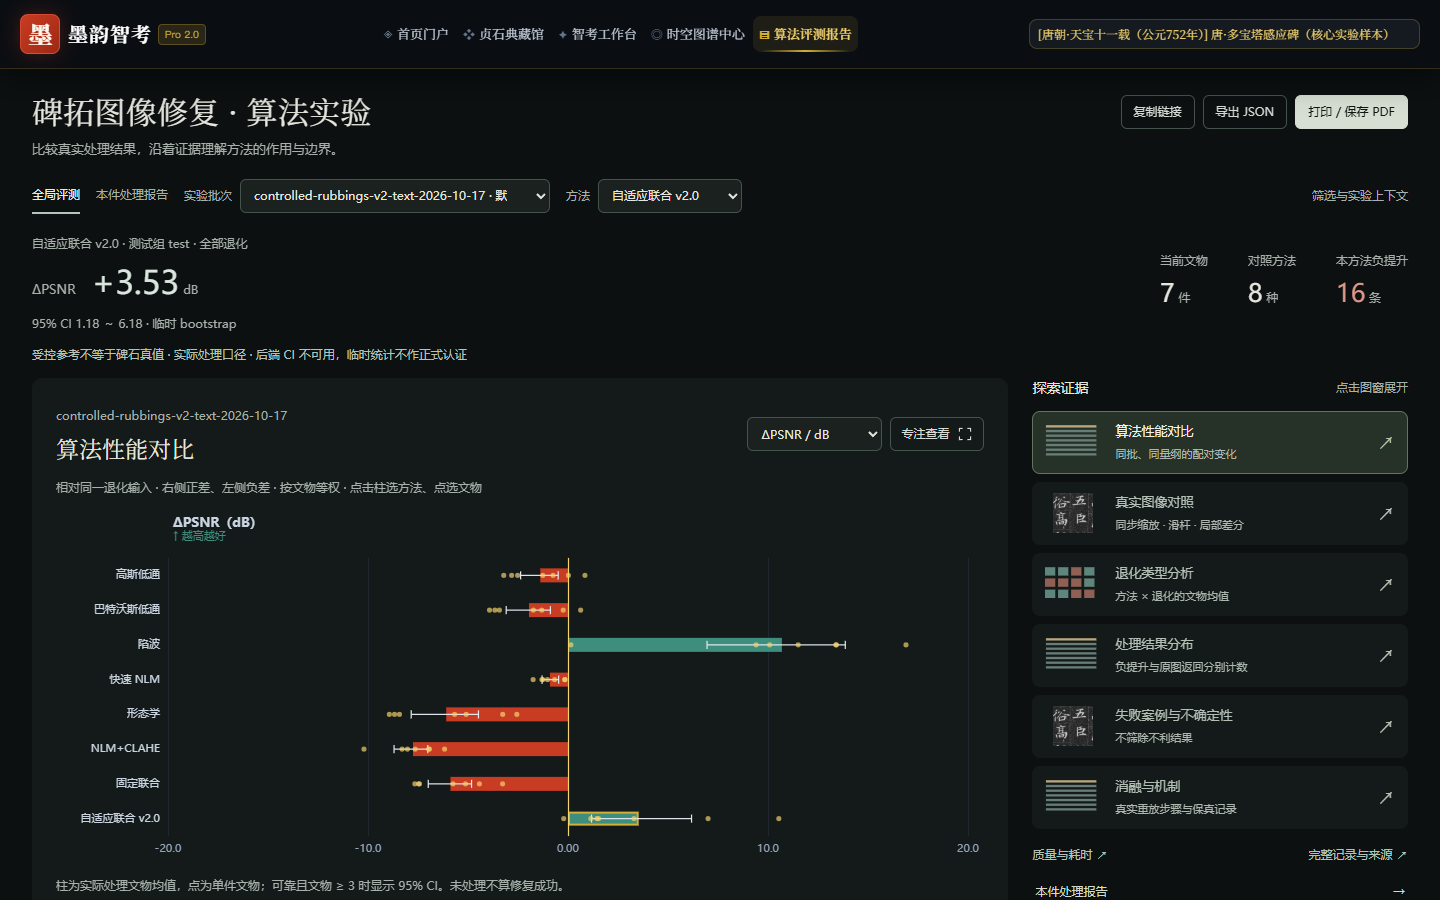 墨 墨韵智考 Pro 2.0
首页门户 贞石典藏馆 智考工作台 时空图谱中心 算法评测报告
[唐朝·天宝十一载（公元752年）] 唐·多宝塔感应碑（核心实验样本）
碑拓图像修复 · 算法实验
比较真实处理结果，沿着证据理解方法的作用与边界。
复制链接 导出 JSON 打印 / 保存 PDF
全局评测 本件处理报告 实验批次 controlled-rubbings-v2-text-2026-10-17 · 默 方法 自适应联合 v2.0 筛选与实验上下文
自适应联合 v2.0 · 测试组 test · 全部退化
ΔPSNR +3.53 dB
95% CI 1.18 ～ 6.18 · 临时 bootstrap
当前文物 对照方法 本方法负提升
7 件 8 种 16 条
受控参考不等于碑石真值 · 实际处理口径 · 后端 CI 不可用，临时统计不作正式认证
controlled-rubbings-v2-text-2026-10-17
算法性能对比
ΔPSNR / dB 专注查看
相对同一退化输入 · 右侧正差、左侧负差 · 按文物等权 · 点击柱选方法、点选文物
ΔPSNR (dB)
↑ 越高越好
高斯低通
巴特沃斯低通
陷波
快速 NLM
形态学
NLM+CLAHE
固定联合
自适应联合 v2.0
-20.0 -10.0 0.00 10.0 20.0
柱为实际处理文物均值，点为单件文物；可靠且文物 ≥ 3 时显示 95% CI。未处理不算修复成功。
探索证据 点击图窗展开
算法性能对比
同批、同量纲的配对变化
俗 五 高 臣
真实图像对照
同步缩放 · 滑杆 · 局部差分
退化类型分析
方法 × 退化的文物均值
处理结果分布
负提升与原图返回分别计数
俗 五 高 臣
失败案例与不确定性
不筛除不利结果
消融与机制
真实重放步骤与保真记录
质量与耗时 ↗ 完整记录与来源 ↗
本件处理报告 →